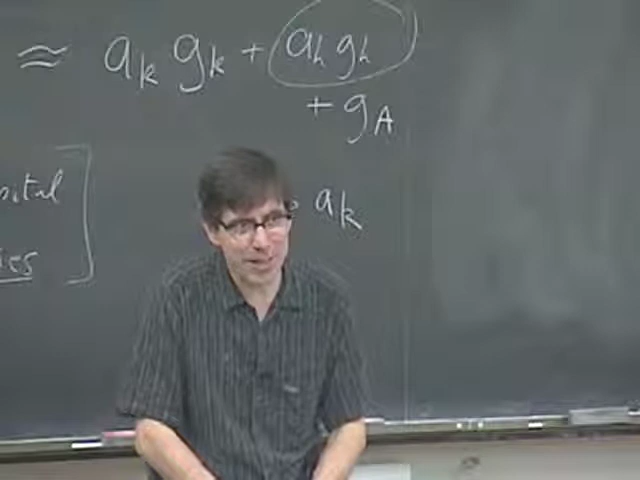 ≈ a_k g_k + a_h g_h
+ g_A
a_k